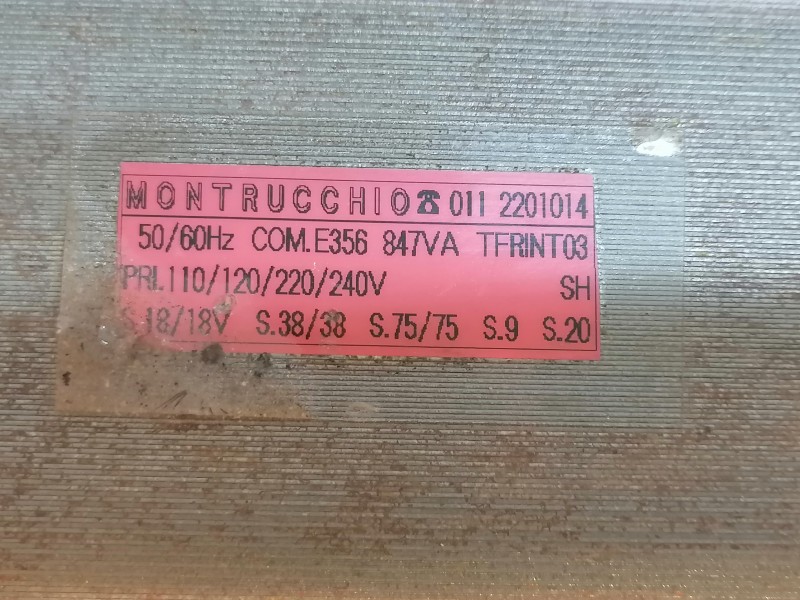 MONTRUCCHIO☎ 011 2201014
50/60Hz COM.E356 847VA TFRINT03
PRI.110/120/220/240V SH
S.18/18V S.38/38 S.75/75 S.9 S.20